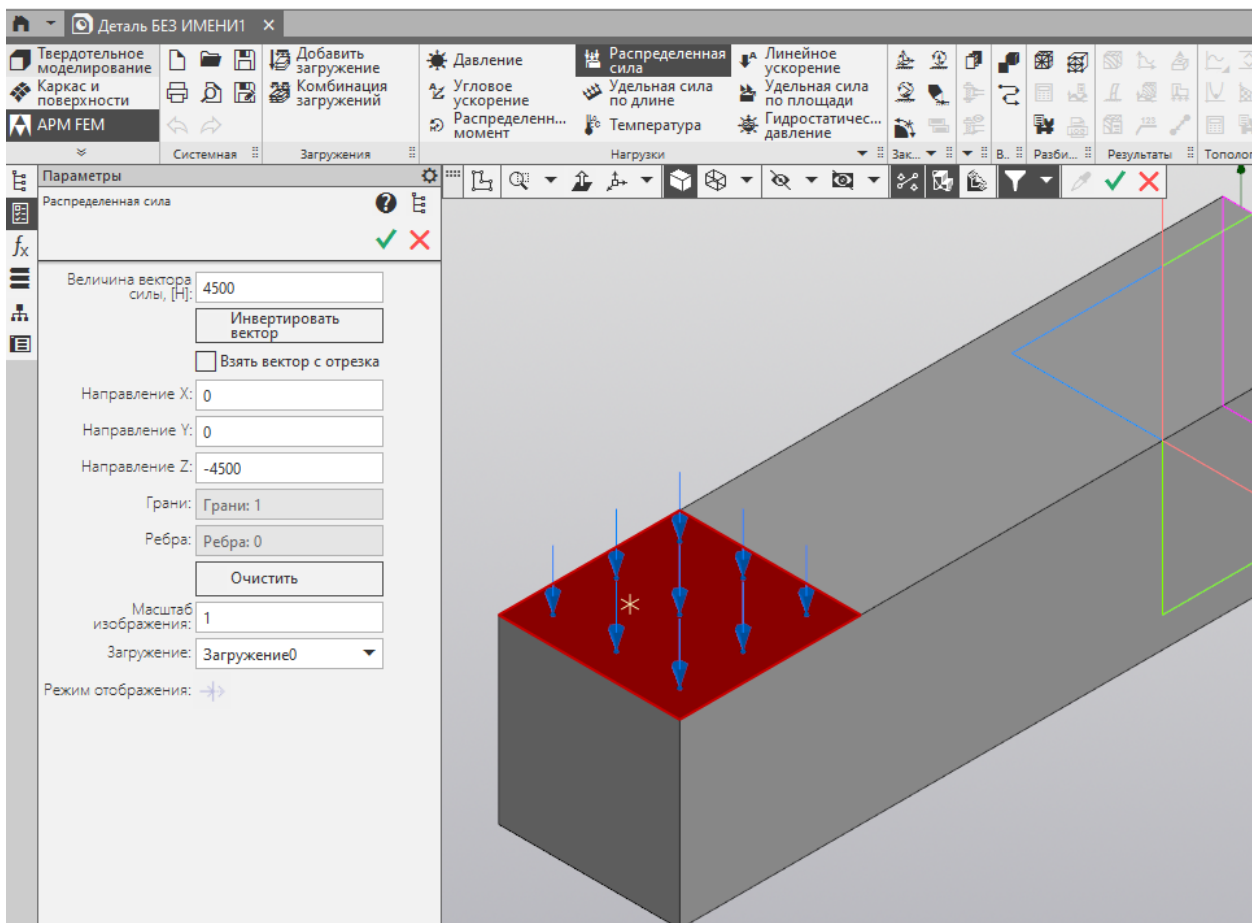 Деталь БЕЗ ИМЕНИ1
Твердотельное
моделирование
Каркас и
поверхности
APM FEM
Системная
Добавить
загружение
Комбинация
загружений
Загружения
Давление
Угловое
ускорение
Распределенн...
момент
Распределенная
сила
Удельная сила
по длине
Температура
Линейное
ускорение
Удельная сила
по площади
Гидростатичес...
давление
Нагрузки
Зак...
В..
Разби...
Результаты
Тополог
Параметры
Распределенная сила
Величина вектора
силы, [Н]:
4500
Инвертировать
вектор
Взять вектор с отрезка
Направление X: 0
Направление Y: 0
Направление Z: -4500
Грани: Грани: 1
Ребра: Ребра: 0
Очистить
Масштаб
изображения:
1
Загружение: Загружение0
Режим отображения: